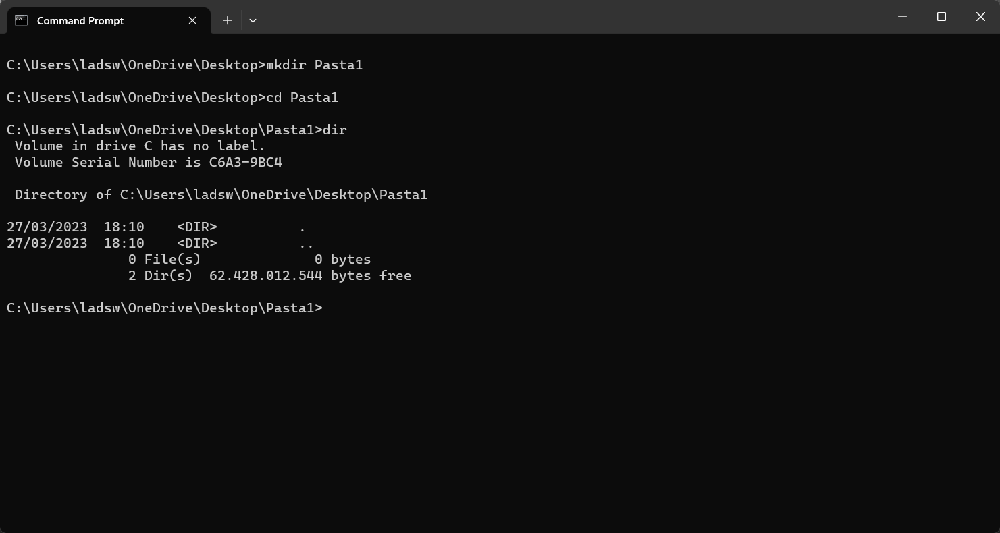 Command Prompt
C:\Users\ladsw\OneDrive\Desktop>mkdir Pasta1
C:\Users\ladsw\OneDrive\Desktop>cd Pasta1
C:\Users\ladsw\OneDrive\Desktop\Pasta1>dir
 Volume in drive C has no label.
 Volume Serial Number is C6A3-9BC4
 Directory of C:\Users\ladsw\OneDrive\Desktop\Pasta1
27/03/2023  18:10    <DIR>          .
27/03/2023  18:10    <DIR>          ..
               0 File(s)              0 bytes
               2 Dir(s)  62.428.012.544 bytes free
C:\Users\ladsw\OneDrive\Desktop\Pasta1>